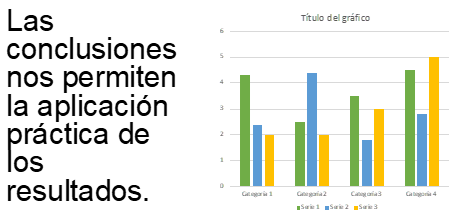 Las
conclusiones
nos permiten
la aplicación
práctica de
los
resultados.
Título del gráfico
6
5
4
3
2
1
0
Categoría 1 Categoría 2 Categoría 3 Categoría 4
Serie 1 Serie 2 Serie 3